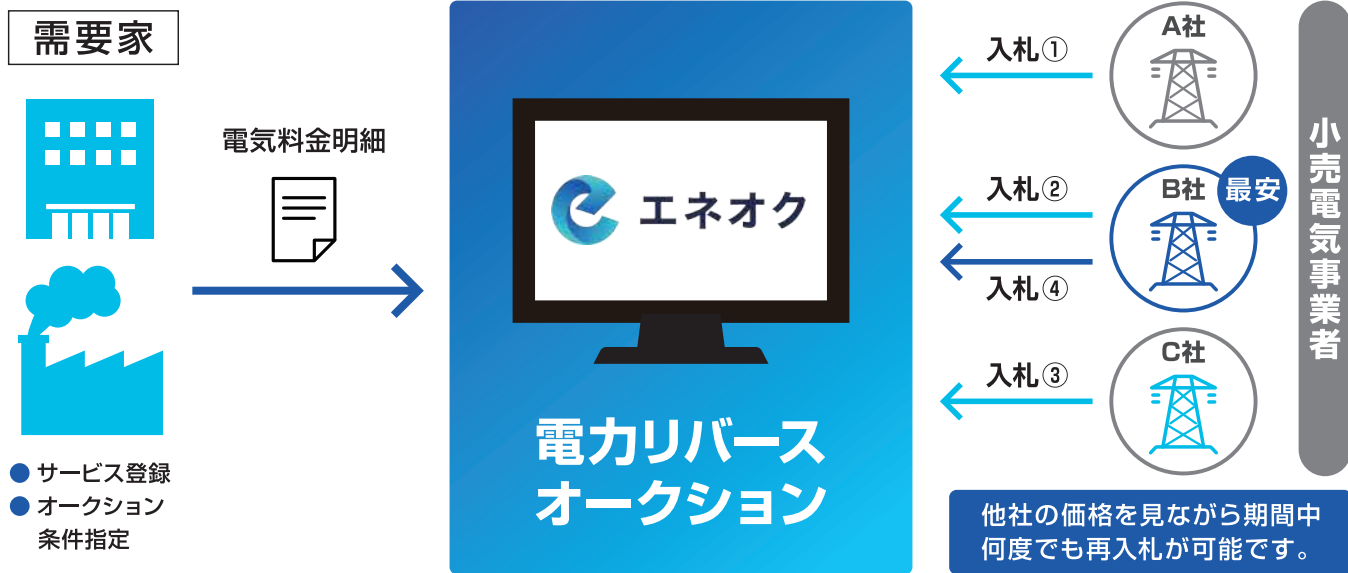 需要家
電気料金明細
● サービス登録
● オークション
条件指定
エネオク
電力リバース
オークション
入札①
入札②
入札④
入札③
A社
B社
最安
C社
小売電気事業者
他社の価格を見ながら期間中
何度でも再入札が可能です。